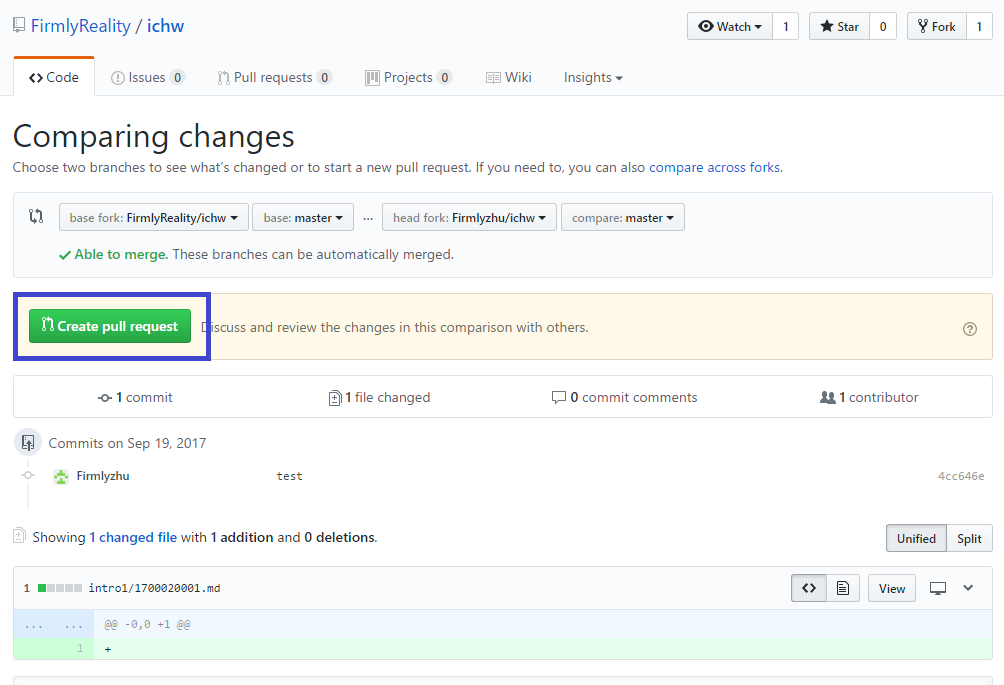 FirmlyReality / ichw
Watch 1 Star 0 Fork 1
Code Issues 0 Pull requests 0 Projects 0 Wiki Insights
Comparing changes
Choose two branches to see what's changed or to start a new pull request. If you need to, you can also compare across forks.
base fork: FirmlyReality/ichw base: master ... head fork: Firmlyzhu/ichw compare: master
Able to merge. These branches can be automatically merged.
Create pull request Discuss and review the changes in this comparison with others. ?
1 commit 1 file changed 0 commit comments 1 contributor
Commits on Sep 19, 2017
Firmlyzhu test 4cc646e
Showing 1 changed file with 1 addition and 0 deletions.
Unified Split
1 intro1/1700020001.md <> View
... ... @@ -0,0 +1 @@
1 +